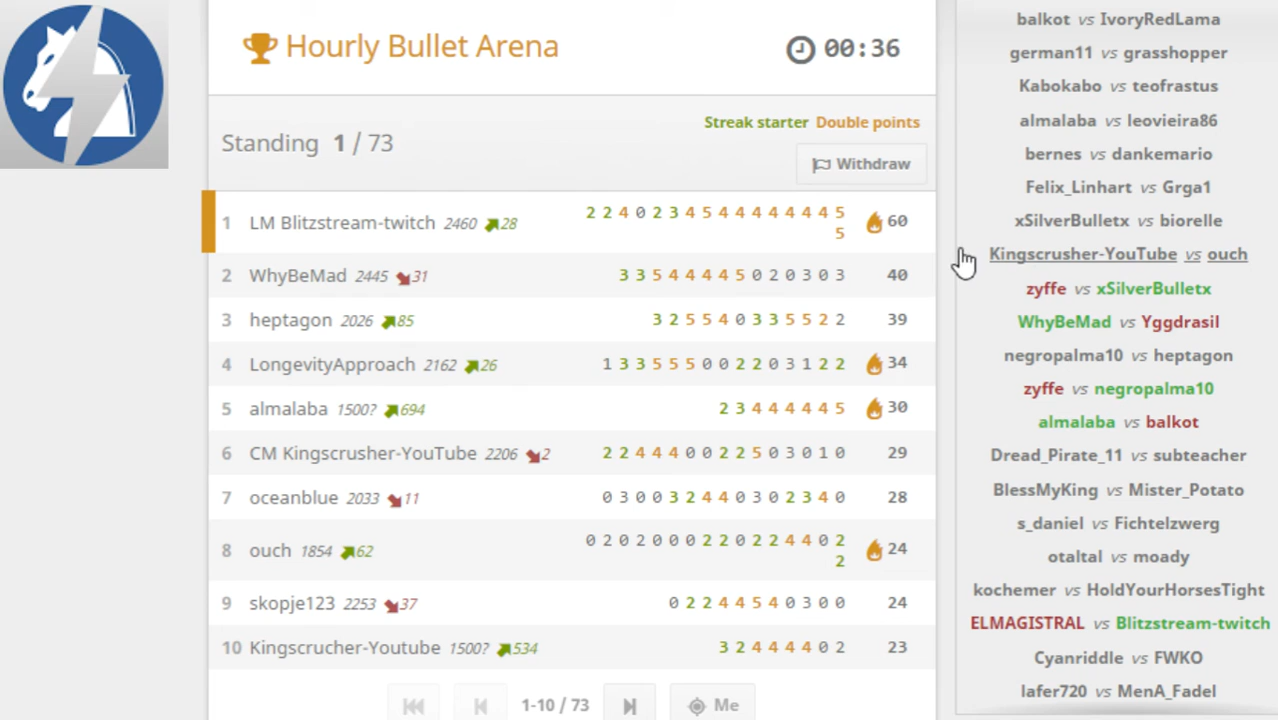 Hourly Bullet Arena
00:36
Standing 1 / 73
Streak starter Double points
Withdraw
1 LM Blitzstream-twitch 2460 28 2 2 4 0 2 3 4 5 4 4 4 4 4 4 5 60
5
2 WhyBeMad 2445 31 3 3 5 4 4 4 4 5 0 2 0 3 0 3 40
3 heptagon 2026 85 3 2 5 5 4 0 3 3 5 5 2 2 39
4 LongevityApproach 2162 26 1 3 3 5 5 5 0 0 2 2 0 3 1 2 2 34
5 almalaba 1500? 694 2 3 4 4 4 4 4 5 30
6 CM Kingscrusher-YouTube 2206 2 2 2 4 4 4 0 0 2 2 5 0 3 0 1 0 29
7 oceanblue 2033 11 0 3 0 0 3 2 4 4 0 3 0 2 3 4 0 28
8 ouch 1854 62 0 2 0 2 0 0 0 2 2 0 2 2 4 4 0 2 24
2
9 skopje123 2253 37 0 2 2 4 4 5 4 0 3 0 0 24
10 Kingscrucher-Youtube 1500? 534 3 2 4 4 4 4 0 2 23
1-10 / 73
Me
balkot vs IvoryRedLama
german11 vs grasshopper
Kabokabo vs teofrastus
almalaba vs leovieira86
bernes vs dankemario
Felix_Linhart vs Grga1
xSilverBulletx vs biorelle
Kingscrusher-YouTube vs ouch
zyffe vs xSilverBulletx
WhyBeMad vs Yggdrasil
negropalma10 vs heptagon
zyffe vs negropalma10
almalaba vs balkot
Dread_Pirate_11 vs subteacher
BlessMyKing vs Mister_Potato
s_daniel vs Fichtelzwerg
otaltal vs moady
kochemer vs HoldYourHorsesTight
ELMAGISTRAL vs Blitzstream-twitch
Cyanriddle vs FWKO
lafer720 vs MenA_Fadel